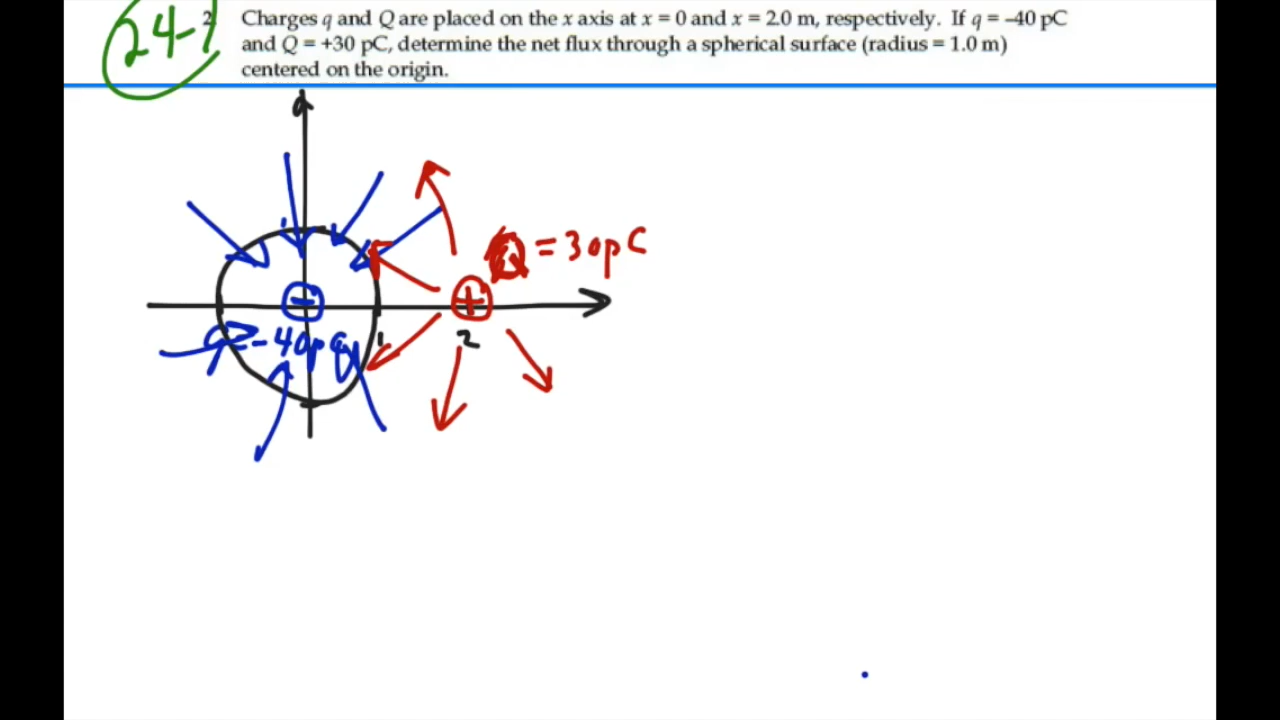 24-1
2. Charges q and Q are placed on the x axis at x = 0 and x = 2.0 m, respectively. If q = –40 pC
and Q = +30 pC, determine the net flux through a spherical surface (radius = 1.0 m)
centered on the origin.
Q = 30pC
q = -40p
1
2